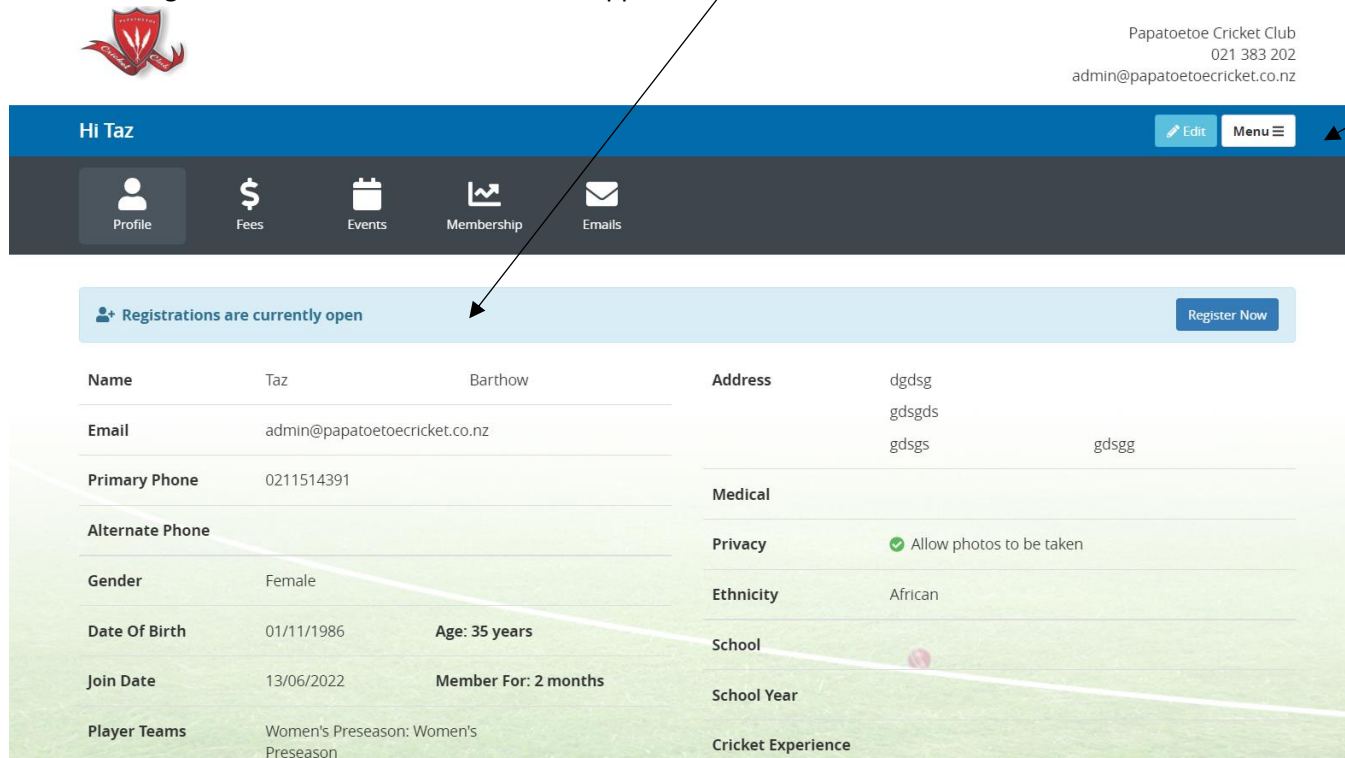 PAPATOETOE
Cricket Club
Papatoetoe Cricket Club
021 383 202
admin@papatoetoecricket.co.nz
Hi Taz
Edit Menu
Profile Fees Events Membership Emails
Registrations are currently open Register Now
Name Taz Barthow
Email admin@papatoetoecricket.co.nz
Primary Phone 0211514391
Alternate Phone
Gender Female
Date Of Birth 01/11/1986 Age: 35 years
Join Date 13/06/2022 Member For: 2 months
Player Teams Women's Preseason: Women's
Preseason
Address dgdsg
gdsgds
gdsgs gdsgg
Medical
Privacy Allow photos to be taken
Ethnicity African
School
School Year
Cricket Experience